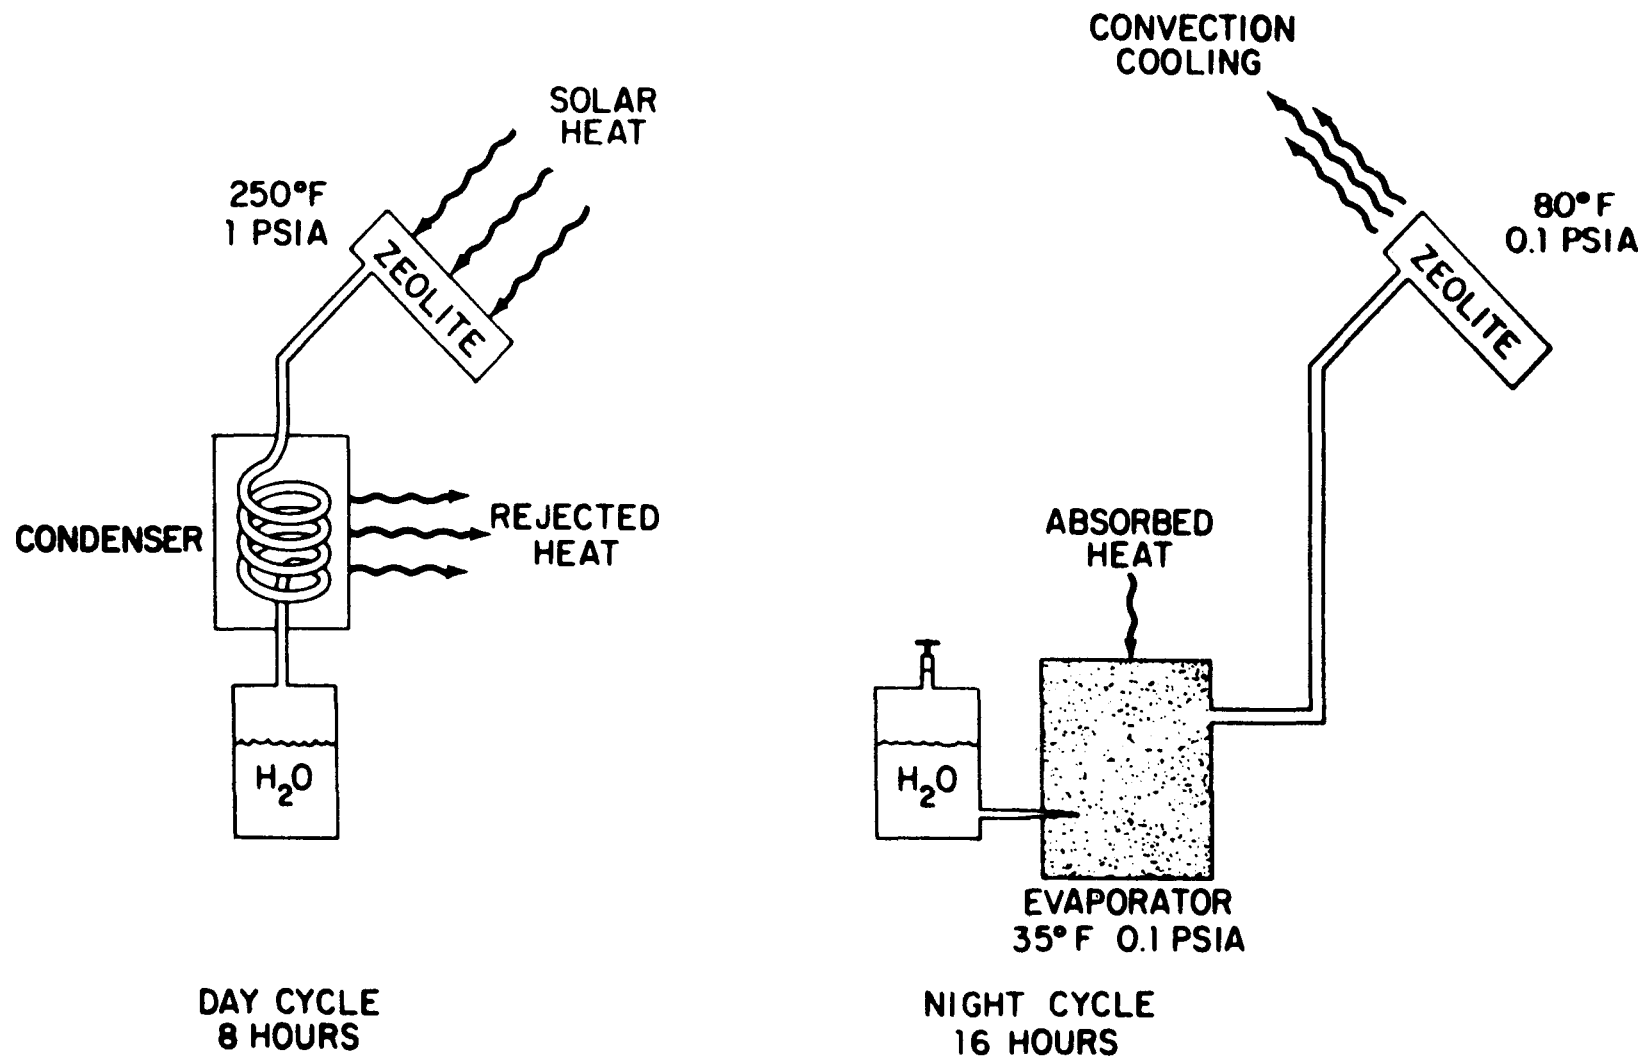 SOLAR
HEAT
250°F
1 PSIA
ZEOLITE
CONDENSER
REJECTED
HEAT
H2O
DAY CYCLE
8 HOURS
CONVECTION
COOLING
80°F
0.1 PSIA
ZEOLITE
ABSORBED
HEAT
H2O
EVAPORATOR
35°F 0.1 PSIA
NIGHT CYCLE
16 HOURS